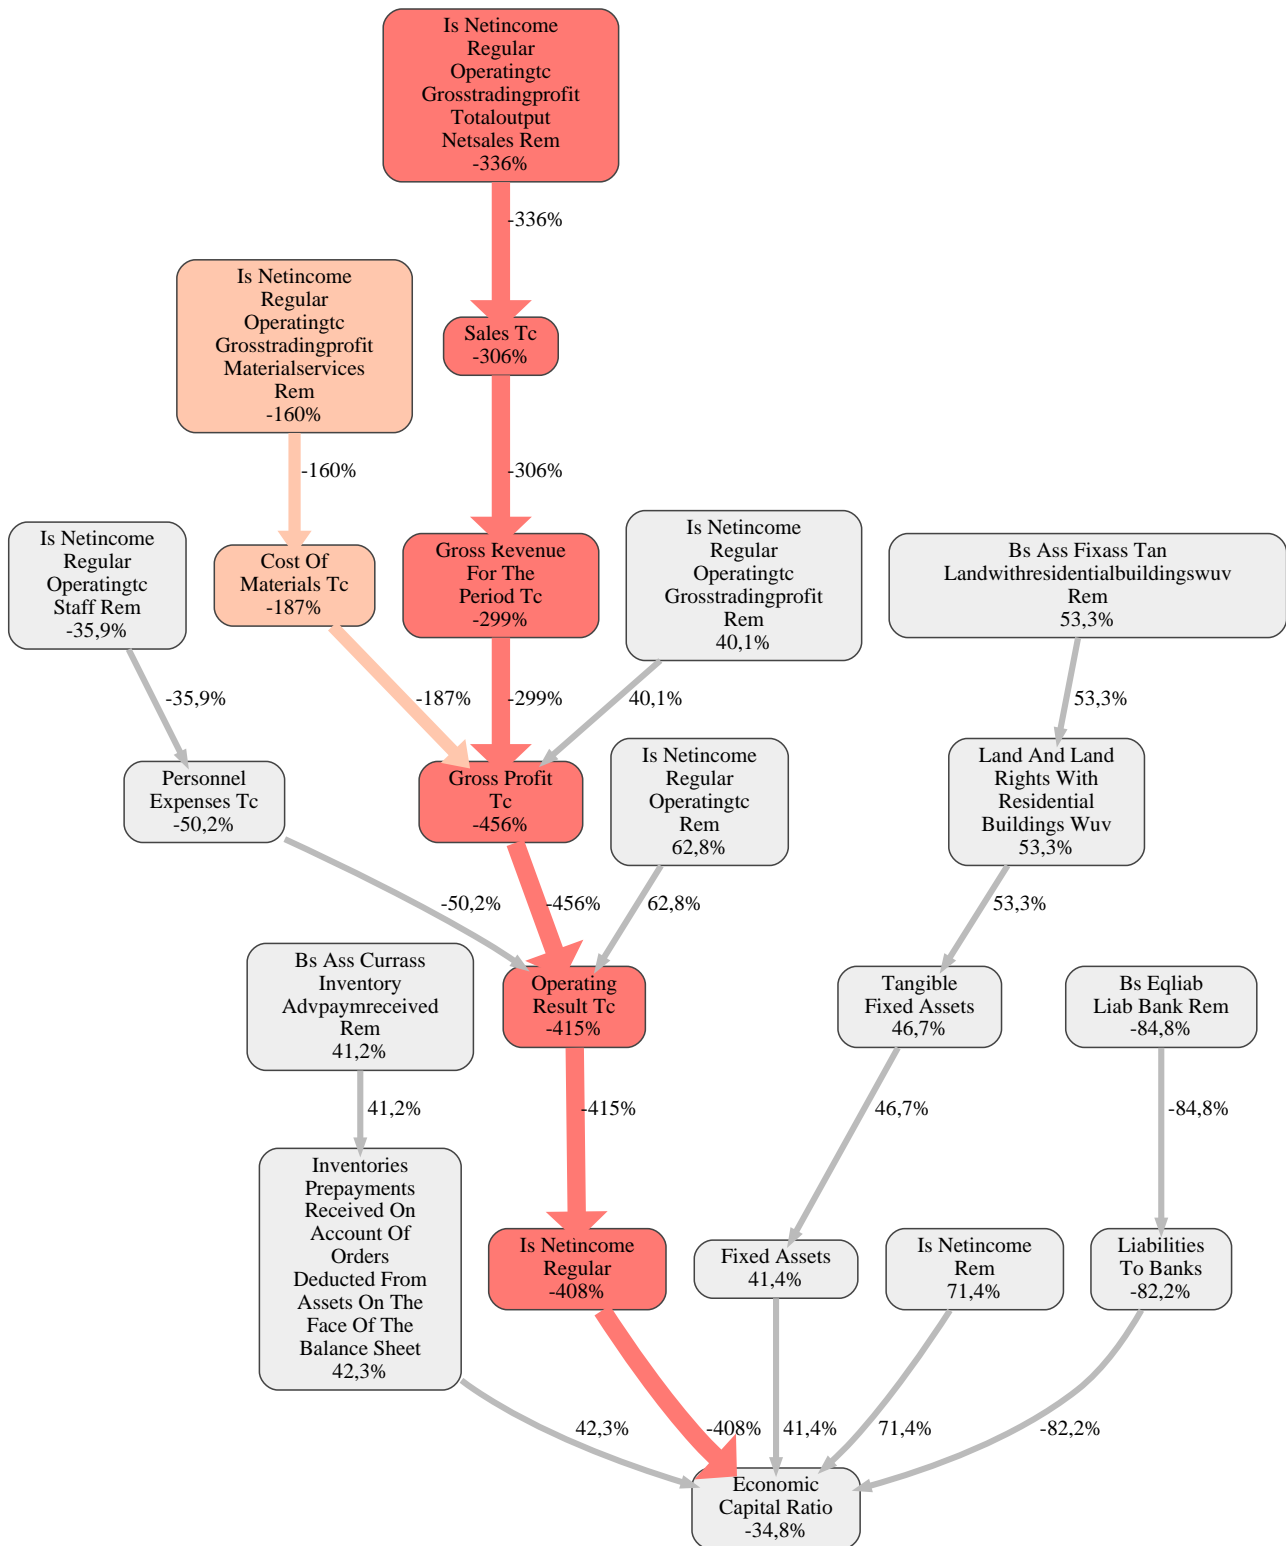 Is Netincome
Regular
Operatingtc
Grosstradingprofit
Totaloutput
Netsales Rem
-336%
-336%
Is Netincome
Regular
Operatingtc
Grosstradingprofit
Materialservices
Rem
-160%
Sales Tc
-306%
-160%
-306%
Is Netincome
Regular
Operatingtc
Staff Rem
-35,9%
Cost Of
Materials Tc
-187%
Gross Revenue
For The
Period Tc
-299%
Is Netincome
Regular
Operatingtc
Grosstradingprofit
Rem
40,1%
Bs Ass Fixass Tan
Landwithresidentialbuildingswuv
Rem
53,3%
-35,9%
-187%
-299%
40,1%
53,3%
Personnel
Expenses Tc
-50,2%
Gross Profit
Tc
-456%
Is Netincome
Regular
Operatingtc
Rem
62,8%
Land And Land
Rights With
Residential
Buildings Wuv
53,3%
-50,2%
-456%
62,8%
53,3%
Bs Ass Currass
Inventory
Advpaymreceived
Rem
41,2%
Operating
Result Tc
-415%
Tangible
Fixed Assets
46,7%
Bs Eqliab
Liab Bank Rem
-84,8%
41,2%
-415%
46,7%
-84,8%
Inventories
Prepayments
Received On
Account Of
Orders
Deducted From
Assets On The
Face Of The
Balance Sheet
42,3%
Is Netincome
Regular
-408%
Fixed Assets
41,4%
Is Netincome
Rem
71,4%
Liabilities
To Banks
-82,2%
42,3%
-408%
41,4%
71,4%
-82,2%
Economic
Capital Ratio
-34,8%